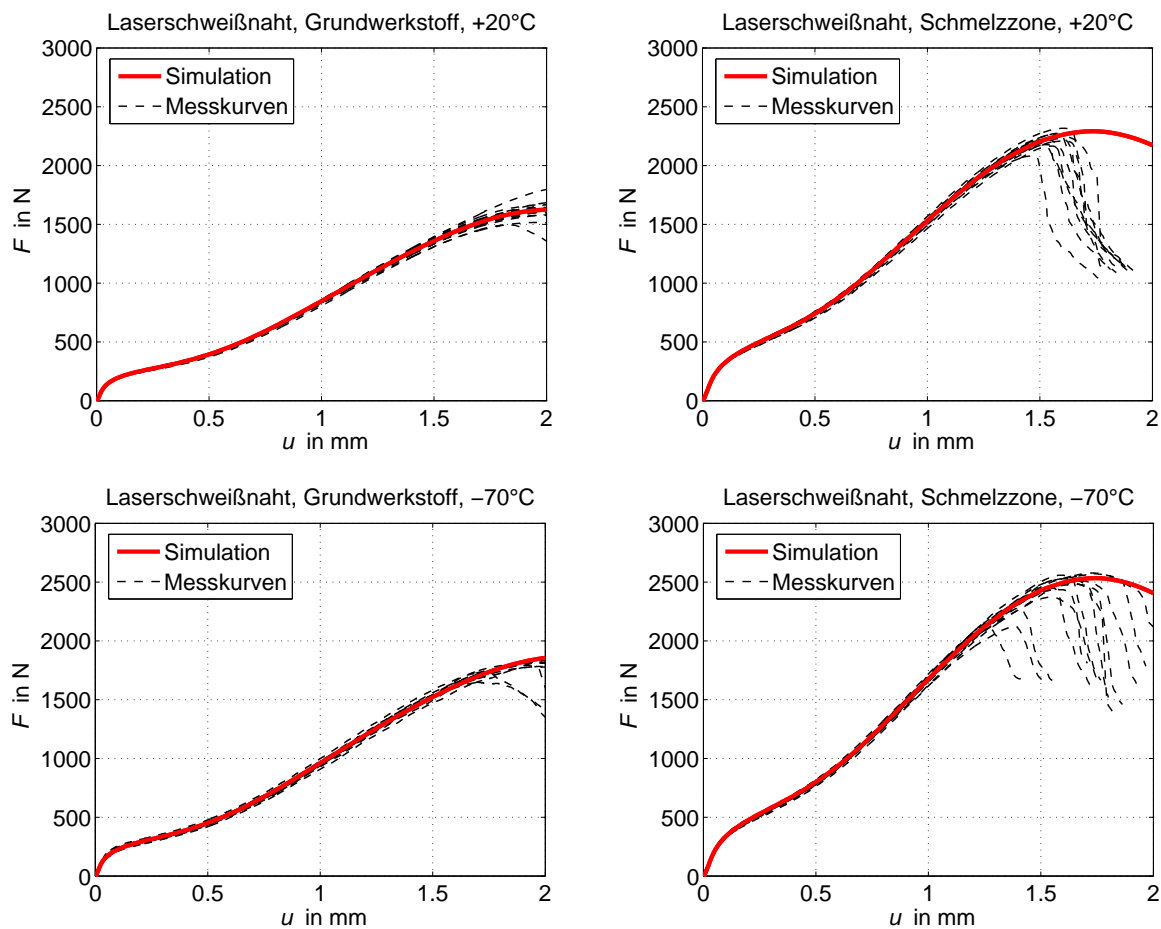 Laserschweißnaht, Grundwerkstoff, +20°C
3000
2500
2000
1500
1000
500
0
F in N
Simulation
Messkurven
0
0.5
1
1.5
2
u in mm
Laserschweißnaht, Schmelzzone, +20°C
3000
2500
2000
1500
1000
500
0
F in N
Simulation
Messkurven
0
0.5
1
1.5
2
u in mm
Laserschweißnaht, Grundwerkstoff, −70°C
3000
2500
2000
1500
1000
500
0
F in N
Simulation
Messkurven
0
0.5
1
1.5
2
u in mm
Laserschweißnaht, Schmelzzone, −70°C
3000
2500
2000
1500
1000
500
0
F in N
Simulation
Messkurven
0
0.5
1
1.5
2
u in mm